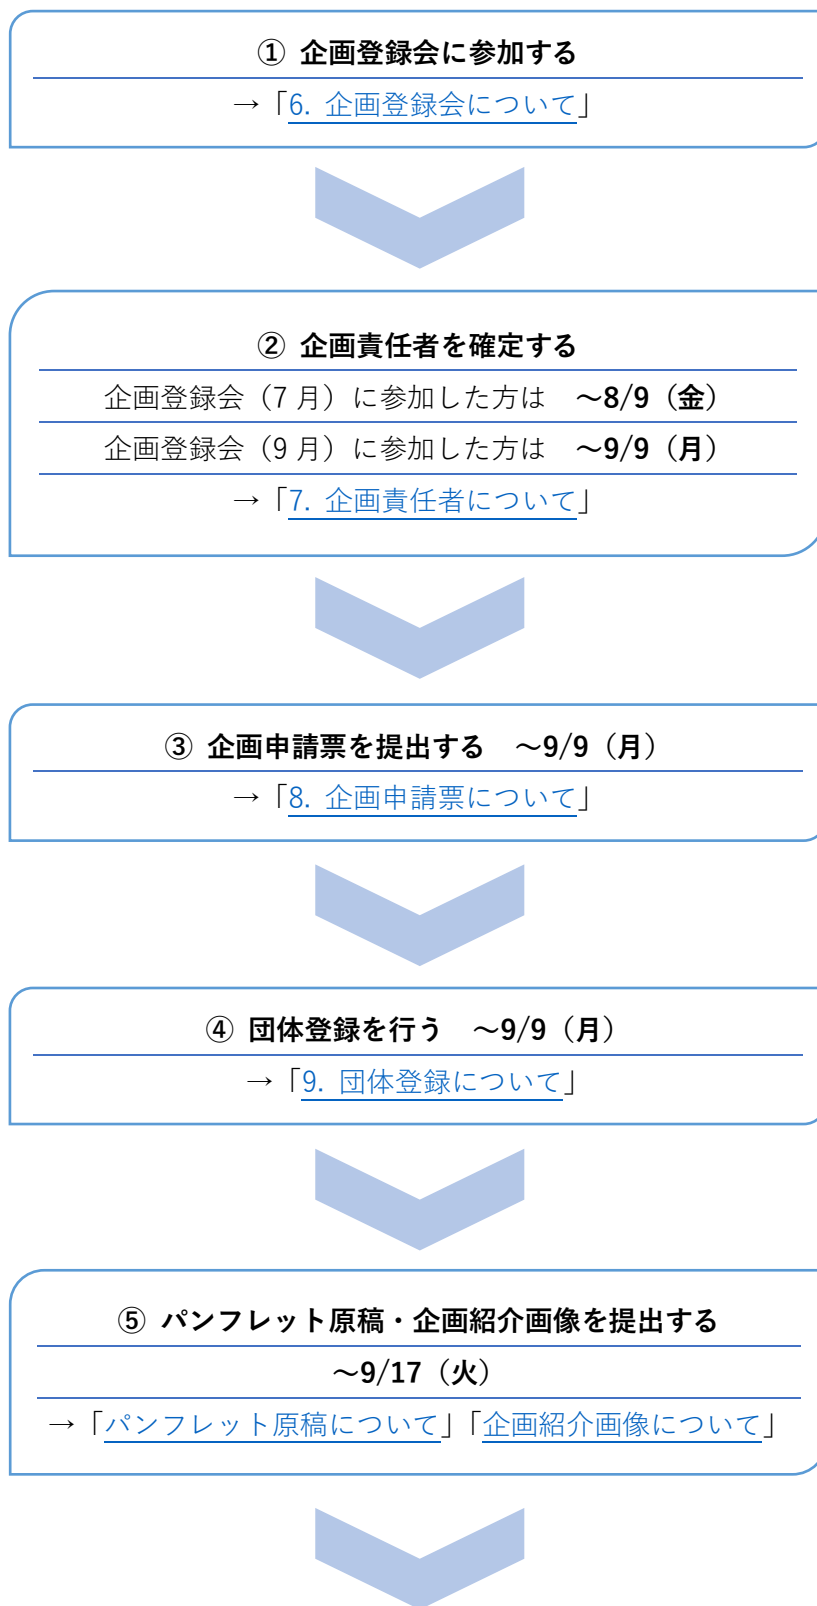 ① 企画登録会に参加する
→「6. 企画登録会について」
② 企画責任者を確定する
企画登録会（7 月）に参加した方は　～8/9（金）
企画登録会（9 月）に参加した方は　～9/9（月）
→「7. 企画責任者について」
③ 企画申請票を提出する　～9/9（月）
→「8. 企画申請票について」
④ 団体登録を行う　～9/9（月）
→「9. 団体登録について」
⑤ パンフレット原稿・企画紹介画像を提出する
～9/17（火）
→「パンフレット原稿について」「企画紹介画像について」